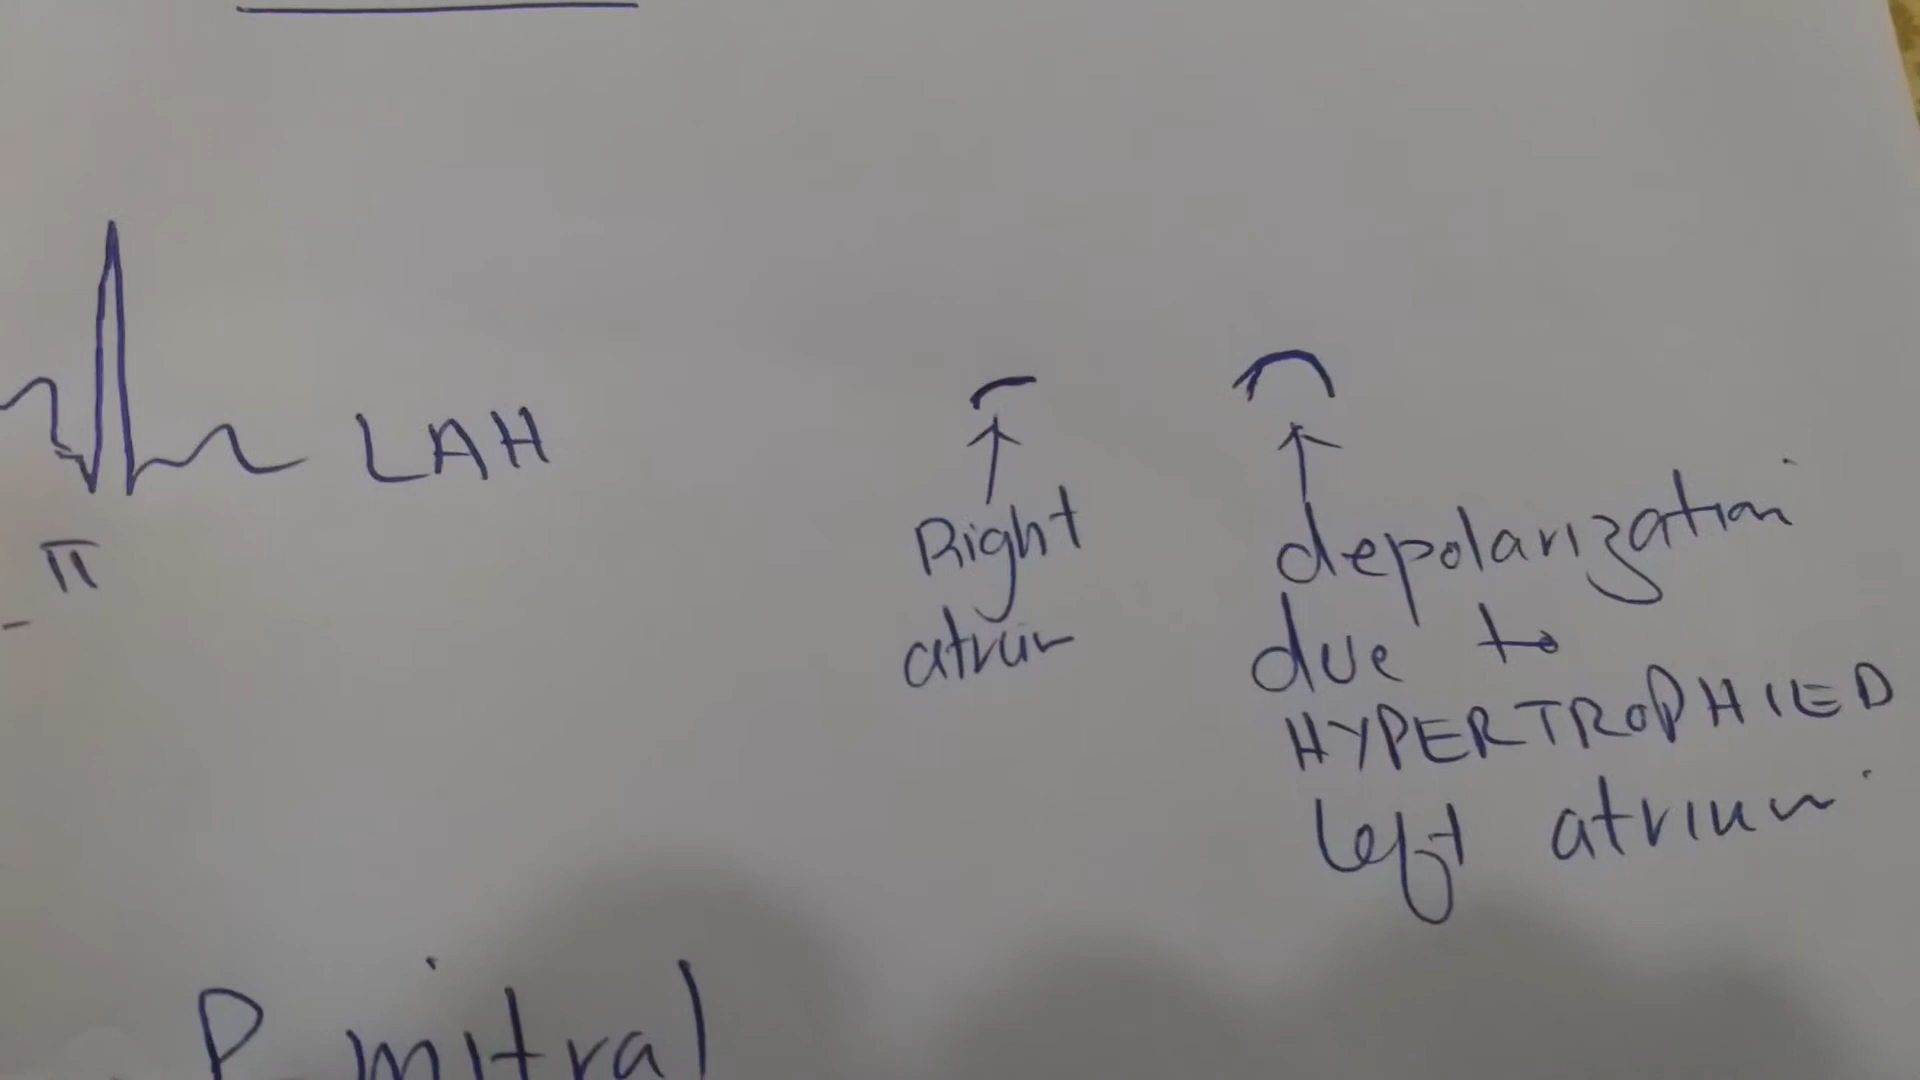 LAH
II
Right
atrium
depolarization
due to
HYPERTROPHIED
left atrium
P mitral